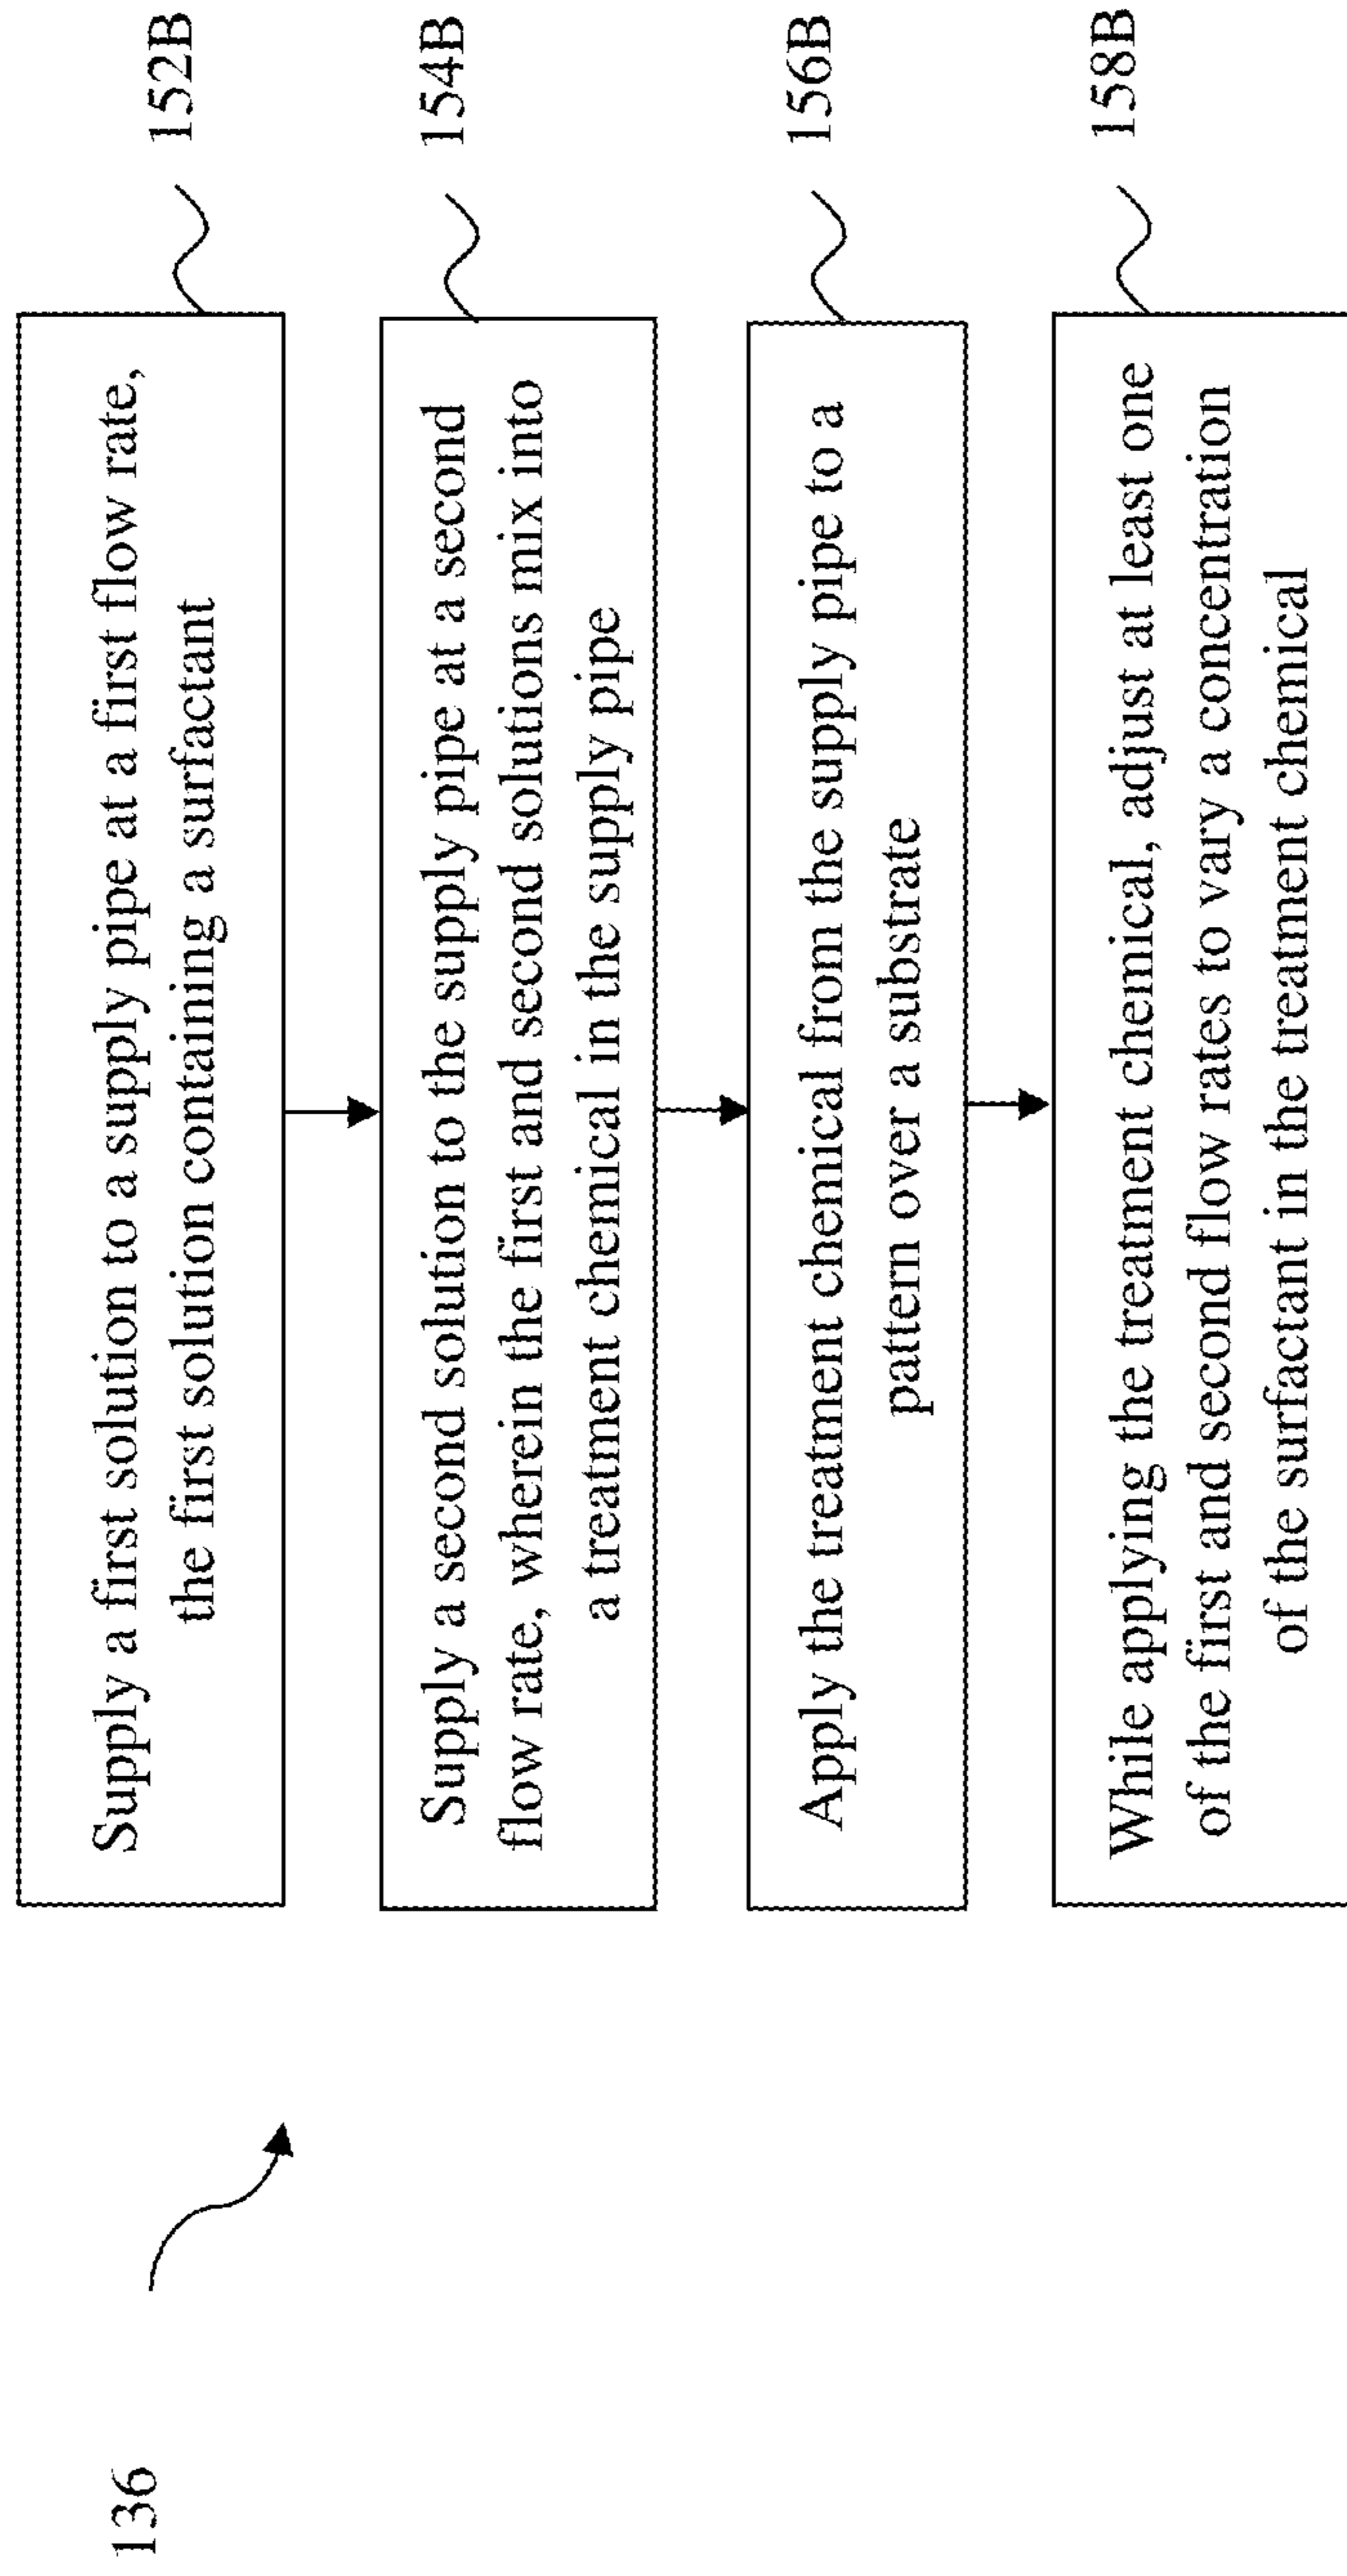 136
Supply a first solution to a supply pipe at a first flow rate,
the first solution containing a surfactant
152B
Supply a second solution to the supply pipe at a second
flow rate, wherein the first and second solutions mix into
a treatment chemical in the supply pipe
154B
Apply the treatment chemical from the supply pipe to a
pattern over a substrate
156B
While applying the treatment chemical, adjust at least one
of the first and second flow rates to vary a concentration
of the surfactant in the treatment chemical
158B